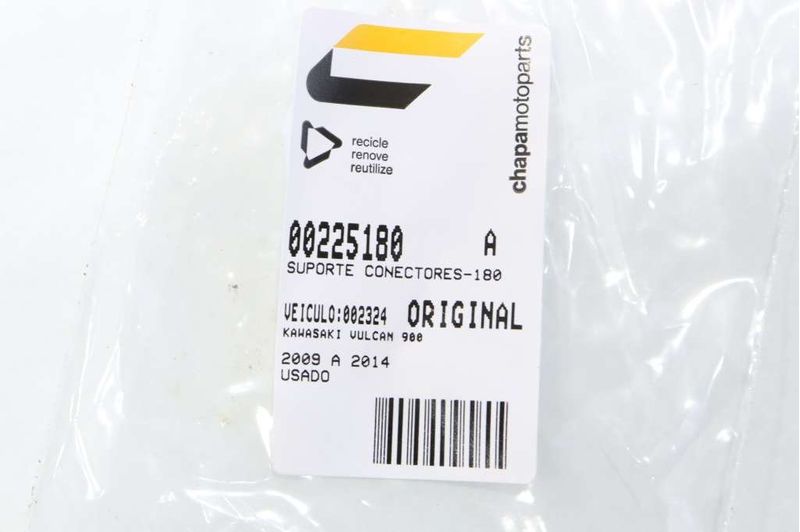 chapamotoparts
recicle
renove
reutilize
00225180 A
SUPORTE CONECTORES-180
VEICULO:002324 ORIGINAL
KAWASAKI VULCAN 900
2009 A 2014
USADO